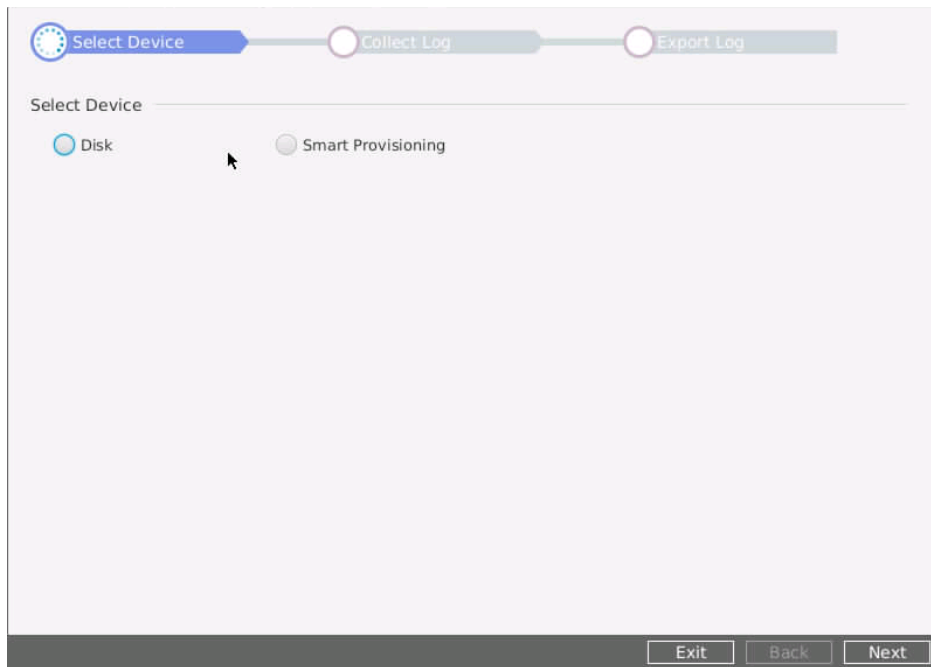 Select Device Collect Log Export Log
Select Device
Disk Smart Provisioning
Exit Back Next